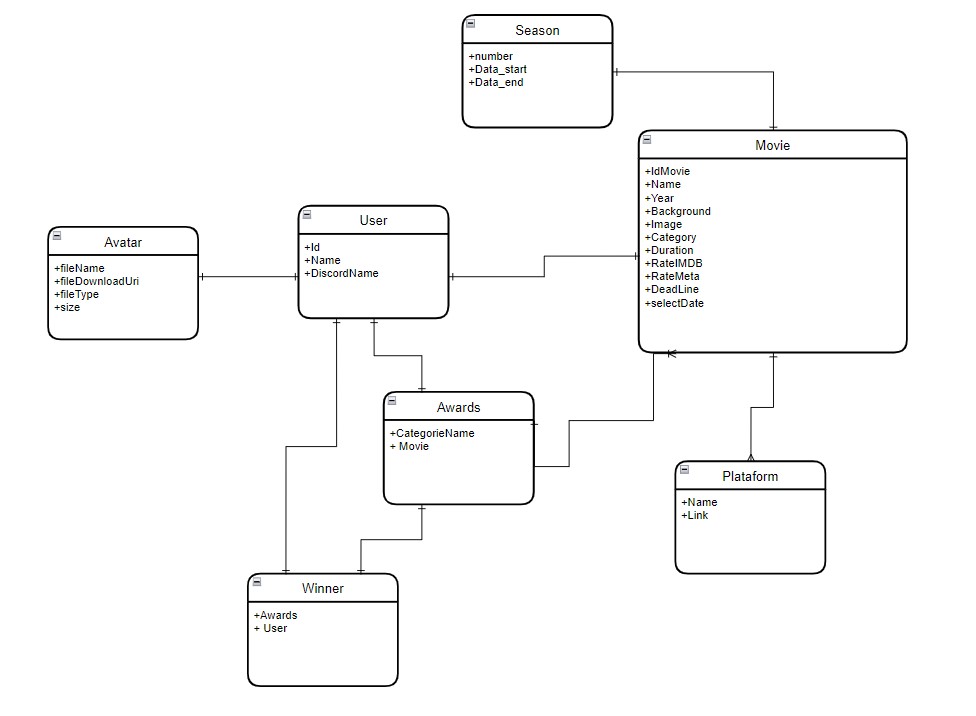 Season
+number
+Data_start
+Data_end
Movie
+IdMovie
+Name
+Year
+Background
+Image
+Category
+Duration
+RateIMDB
+RateMeta
+DeadLine
+selectDate
User
+Id
+Name
+DiscordName
Avatar
+fileName
+fileDownloadUri
+fileType
+size
Awards
+CategorieName
+ Movie
Plataform
+Name
+Link
Winner
+Awards
+ User